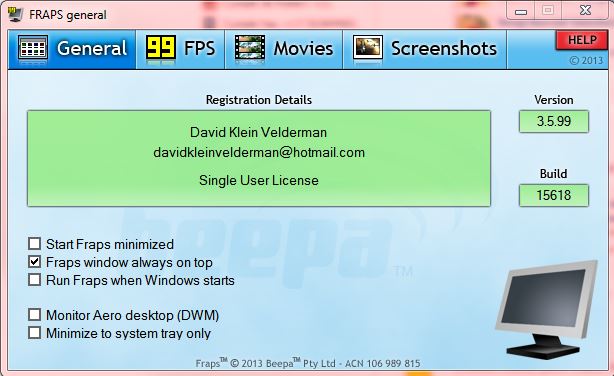 FRAPS general
General
99 FPS
Movies
Screenshots
HELP
© 2013
Registration Details
David Klein Velderman
davidkleinvelderman@hotmail.com
Single User License
Version
3.5.99
Build
15618
beepa™
Start Fraps minimized
Fraps window always on top
Run Fraps when Windows starts
Monitor Aero desktop (DWM)
Minimize to system tray only
Fraps™ © 2013 Beepa™ Pty Ltd - ACN 106 989 815